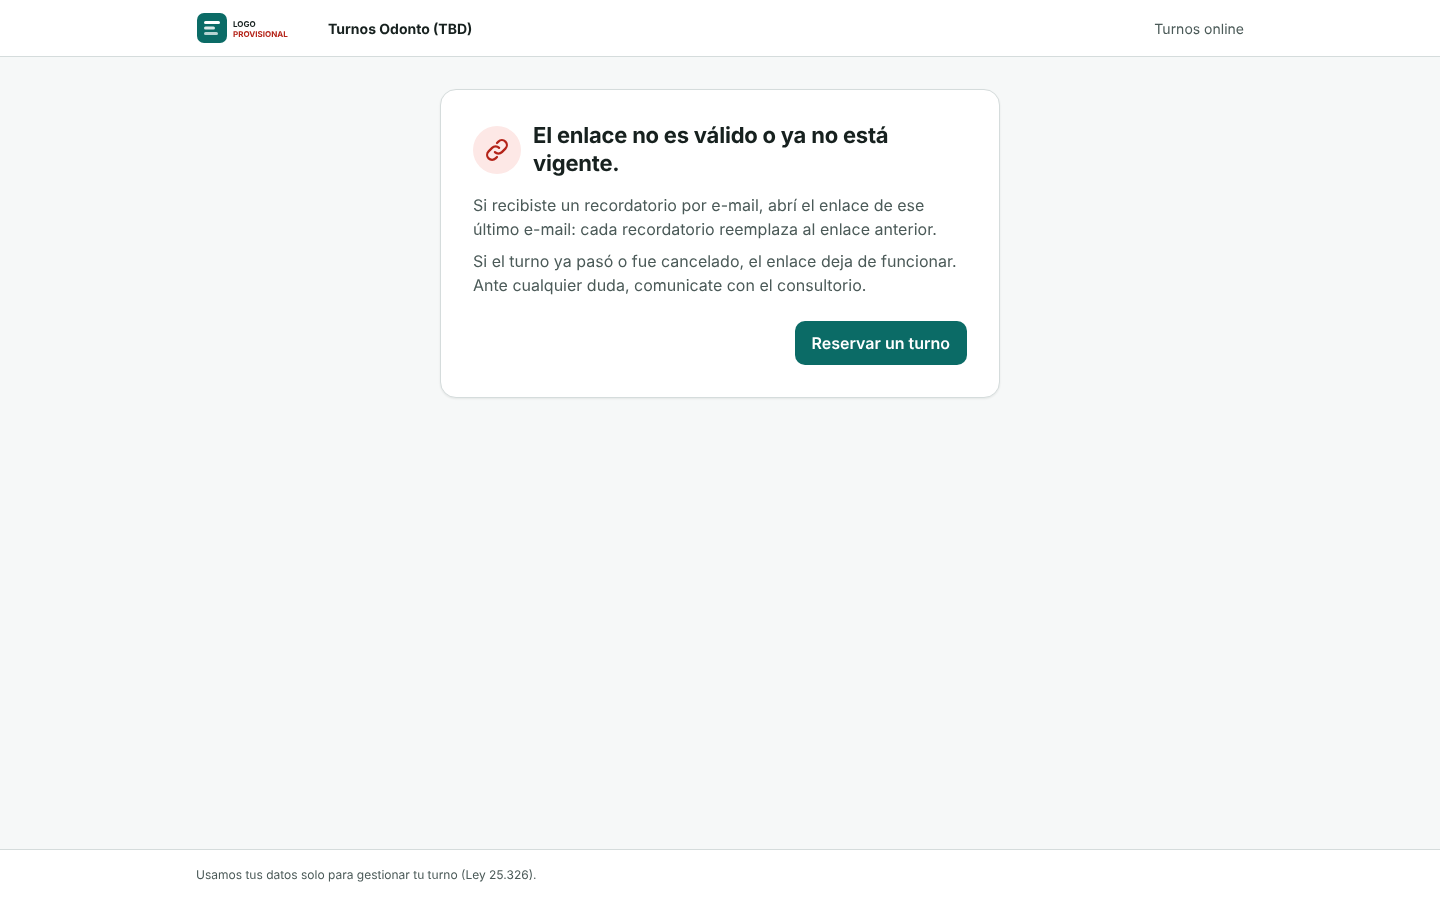 LOGO
PROVISIONAL
Turnos Odonto (TBD)
Turnos online
El enlace no es válido o ya no está
vigente.
Si recibiste un recordatorio por e-mail, abrí el enlace de ese
último e-mail: cada recordatorio reemplaza al enlace anterior.
Si el turno ya pasó o fue cancelado, el enlace deja de funcionar.
Ante cualquier duda, comunicate con el consultorio.
Reservar un turno
Usamos tus datos solo para gestionar tu turno (Ley 25.326).